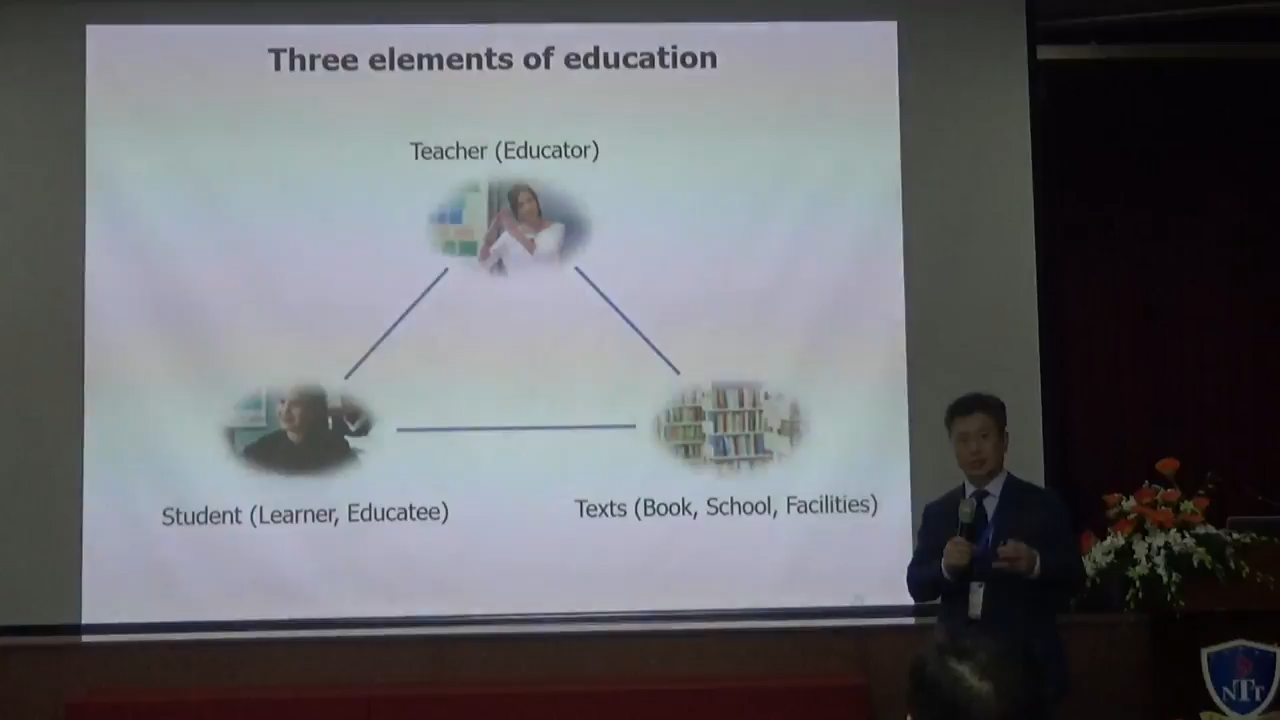 Three elements of education
Teacher (Educator)
Student (Learner, Educatee)
Texts (Book, School, Facilities)
NTT